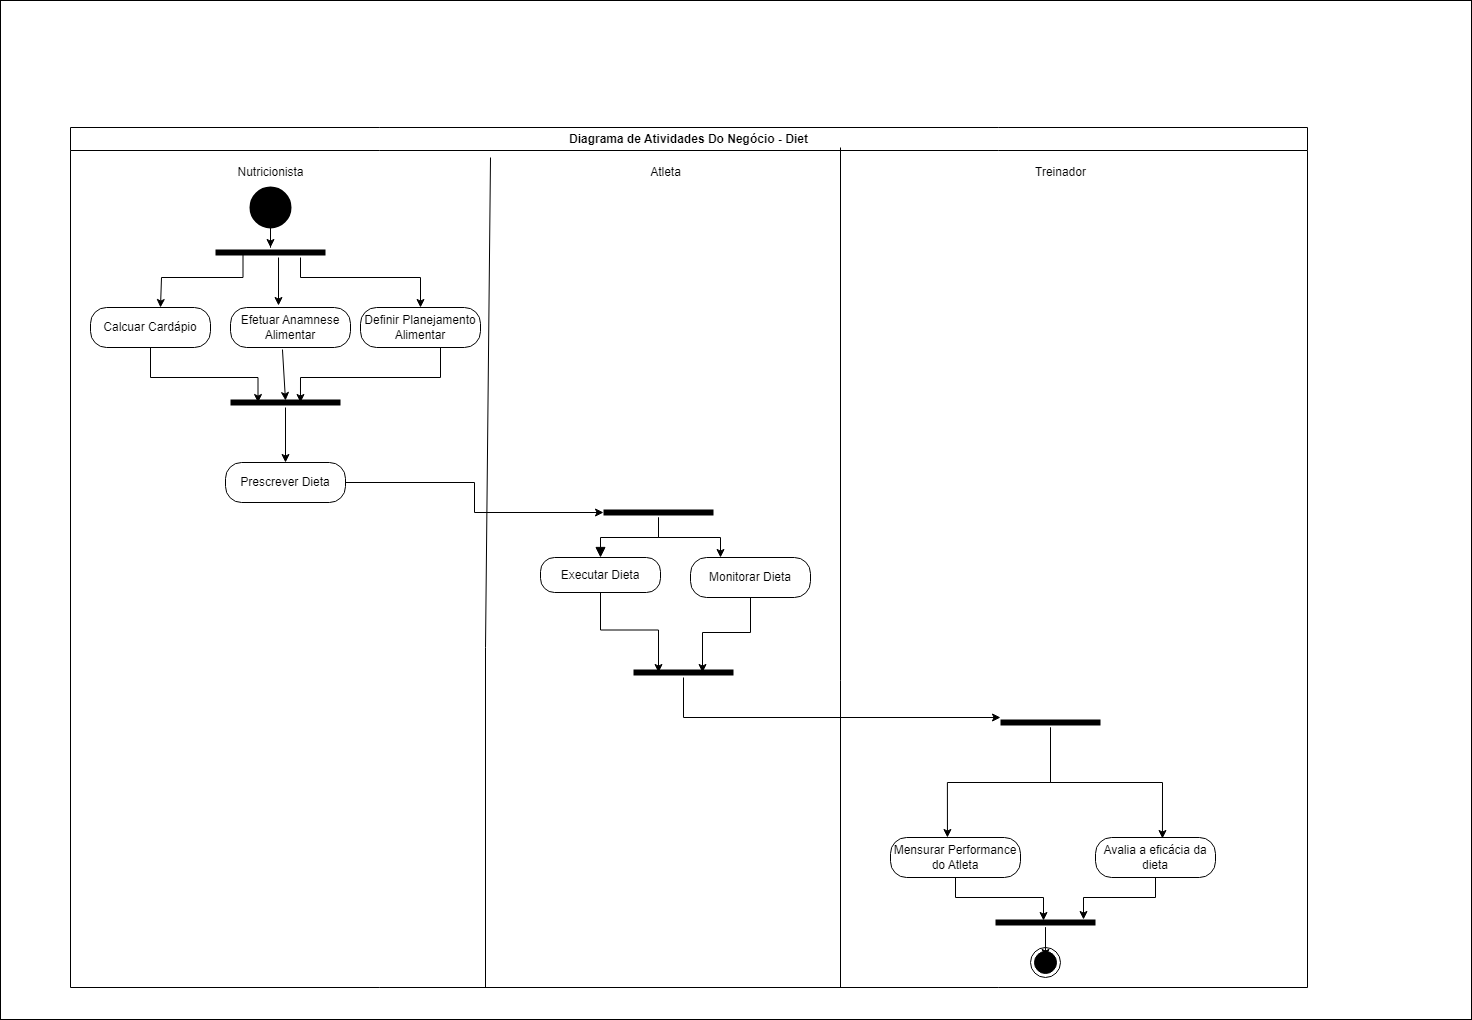 Diagrama de Atividades Do Negócio - Diet
Nutricionista
Atleta
Treinador
Calcuar Cardápio
Efetuar Anamnese
Alimentar
Definir Planejamento
Alimentar
Prescrever Dieta
Executar Dieta
Monitorar Dieta
Mensurar Performance
do Atleta
Avalia a eficácia da
dieta